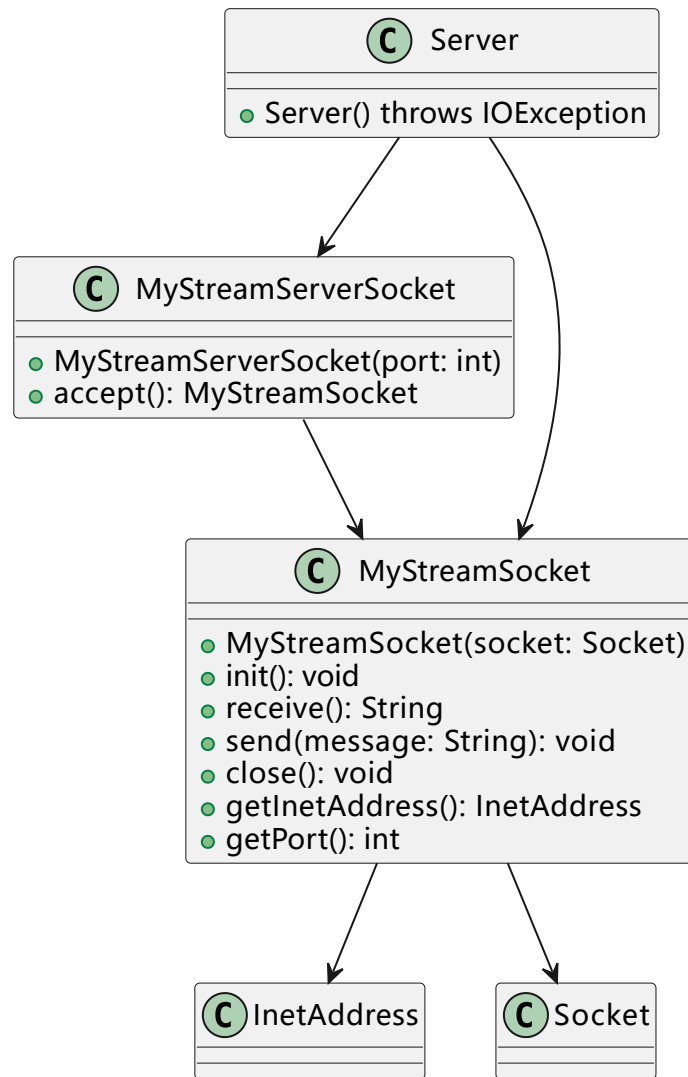 C Server
Server() throws IOException
C MyStreamServerSocket
MyStreamServerSocket(port: int)
accept(): MyStreamSocket
C MyStreamSocket
MyStreamSocket(socket: Socket)
init(): void
receive(): String
send(message: String): void
close(): void
getInetAddress(): InetAddress
getPort(): int
C InetAddress
C Socket